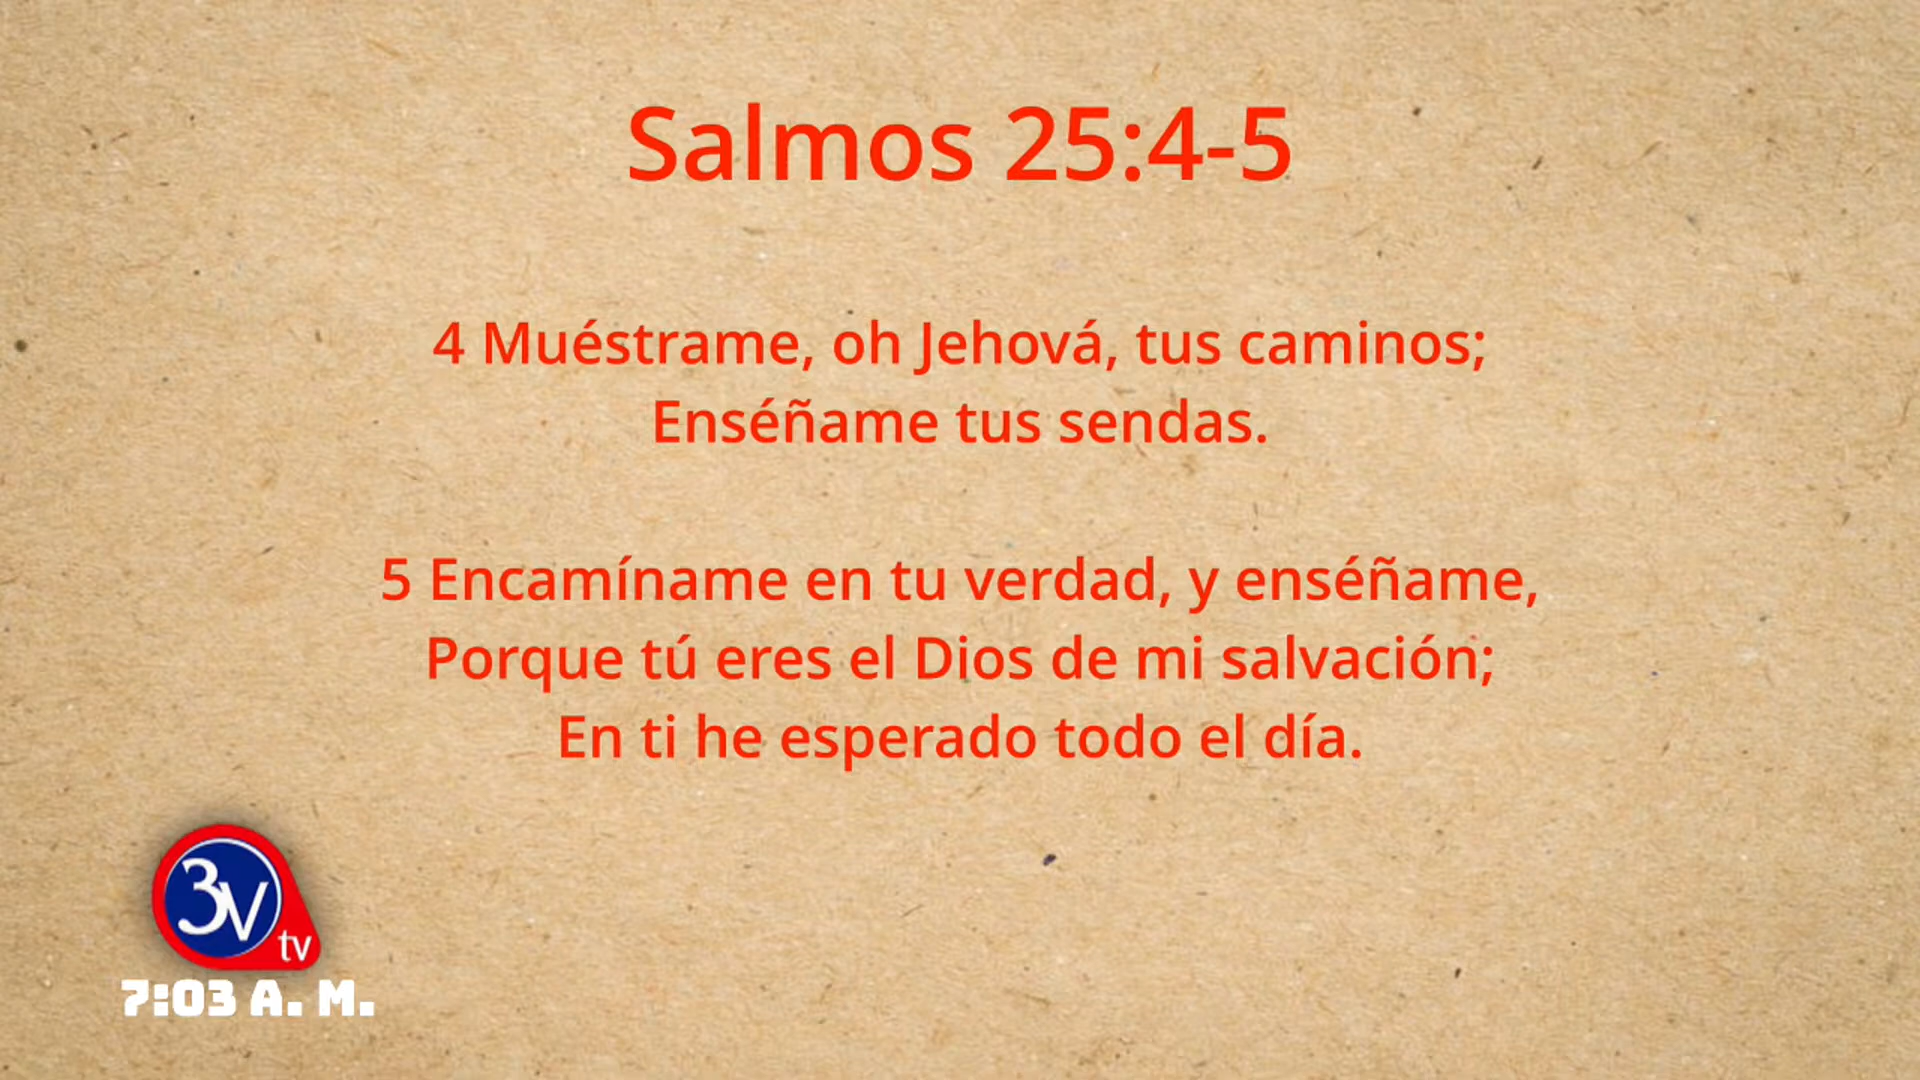 Salmos 25:4-5
4 Muéstrame, oh Jehová, tus caminos;
Enséñame tus sendas.
5 Encamíname en tu verdad, y enséñame,
Porque tú eres el Dios de mi salvación;
En ti he esperado todo el día.
3V
tv
7:03 A. M.